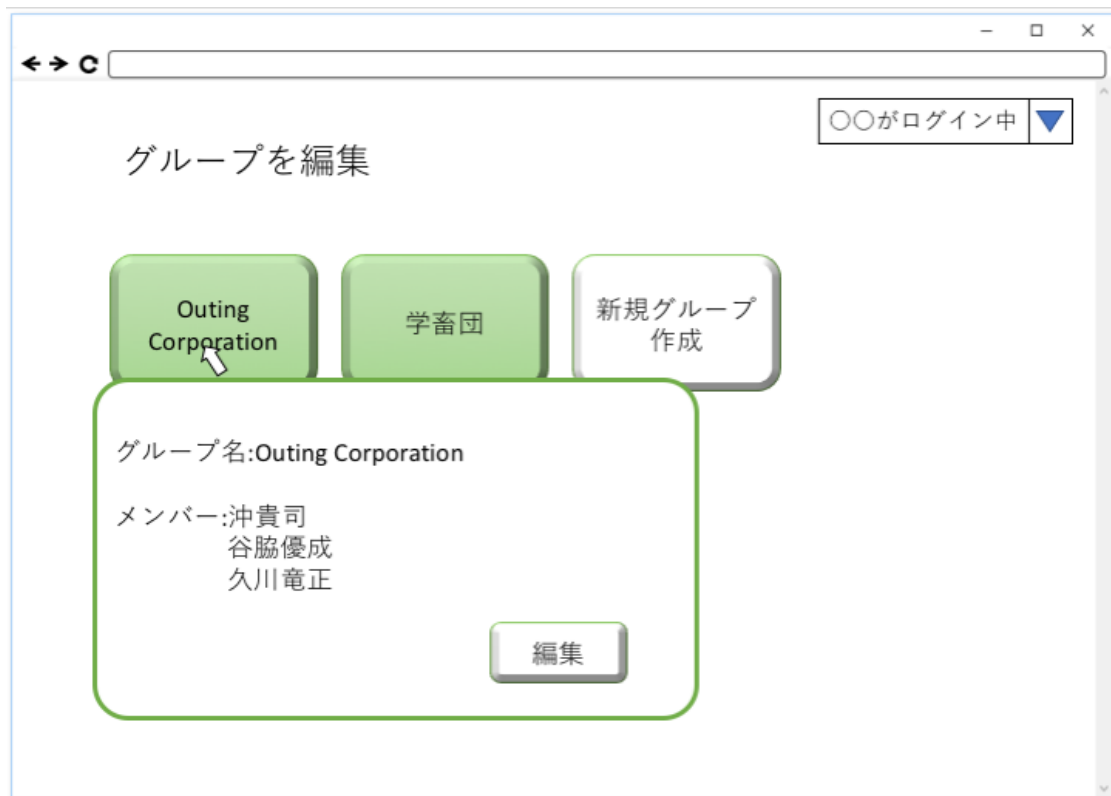 〇〇がログイン中
グループを編集
Outing
Corporation
学畜団
新規グループ
作成
グループ名:Outing Corporation
メンバー:沖貴司
谷脇優成
久川竜正
編集